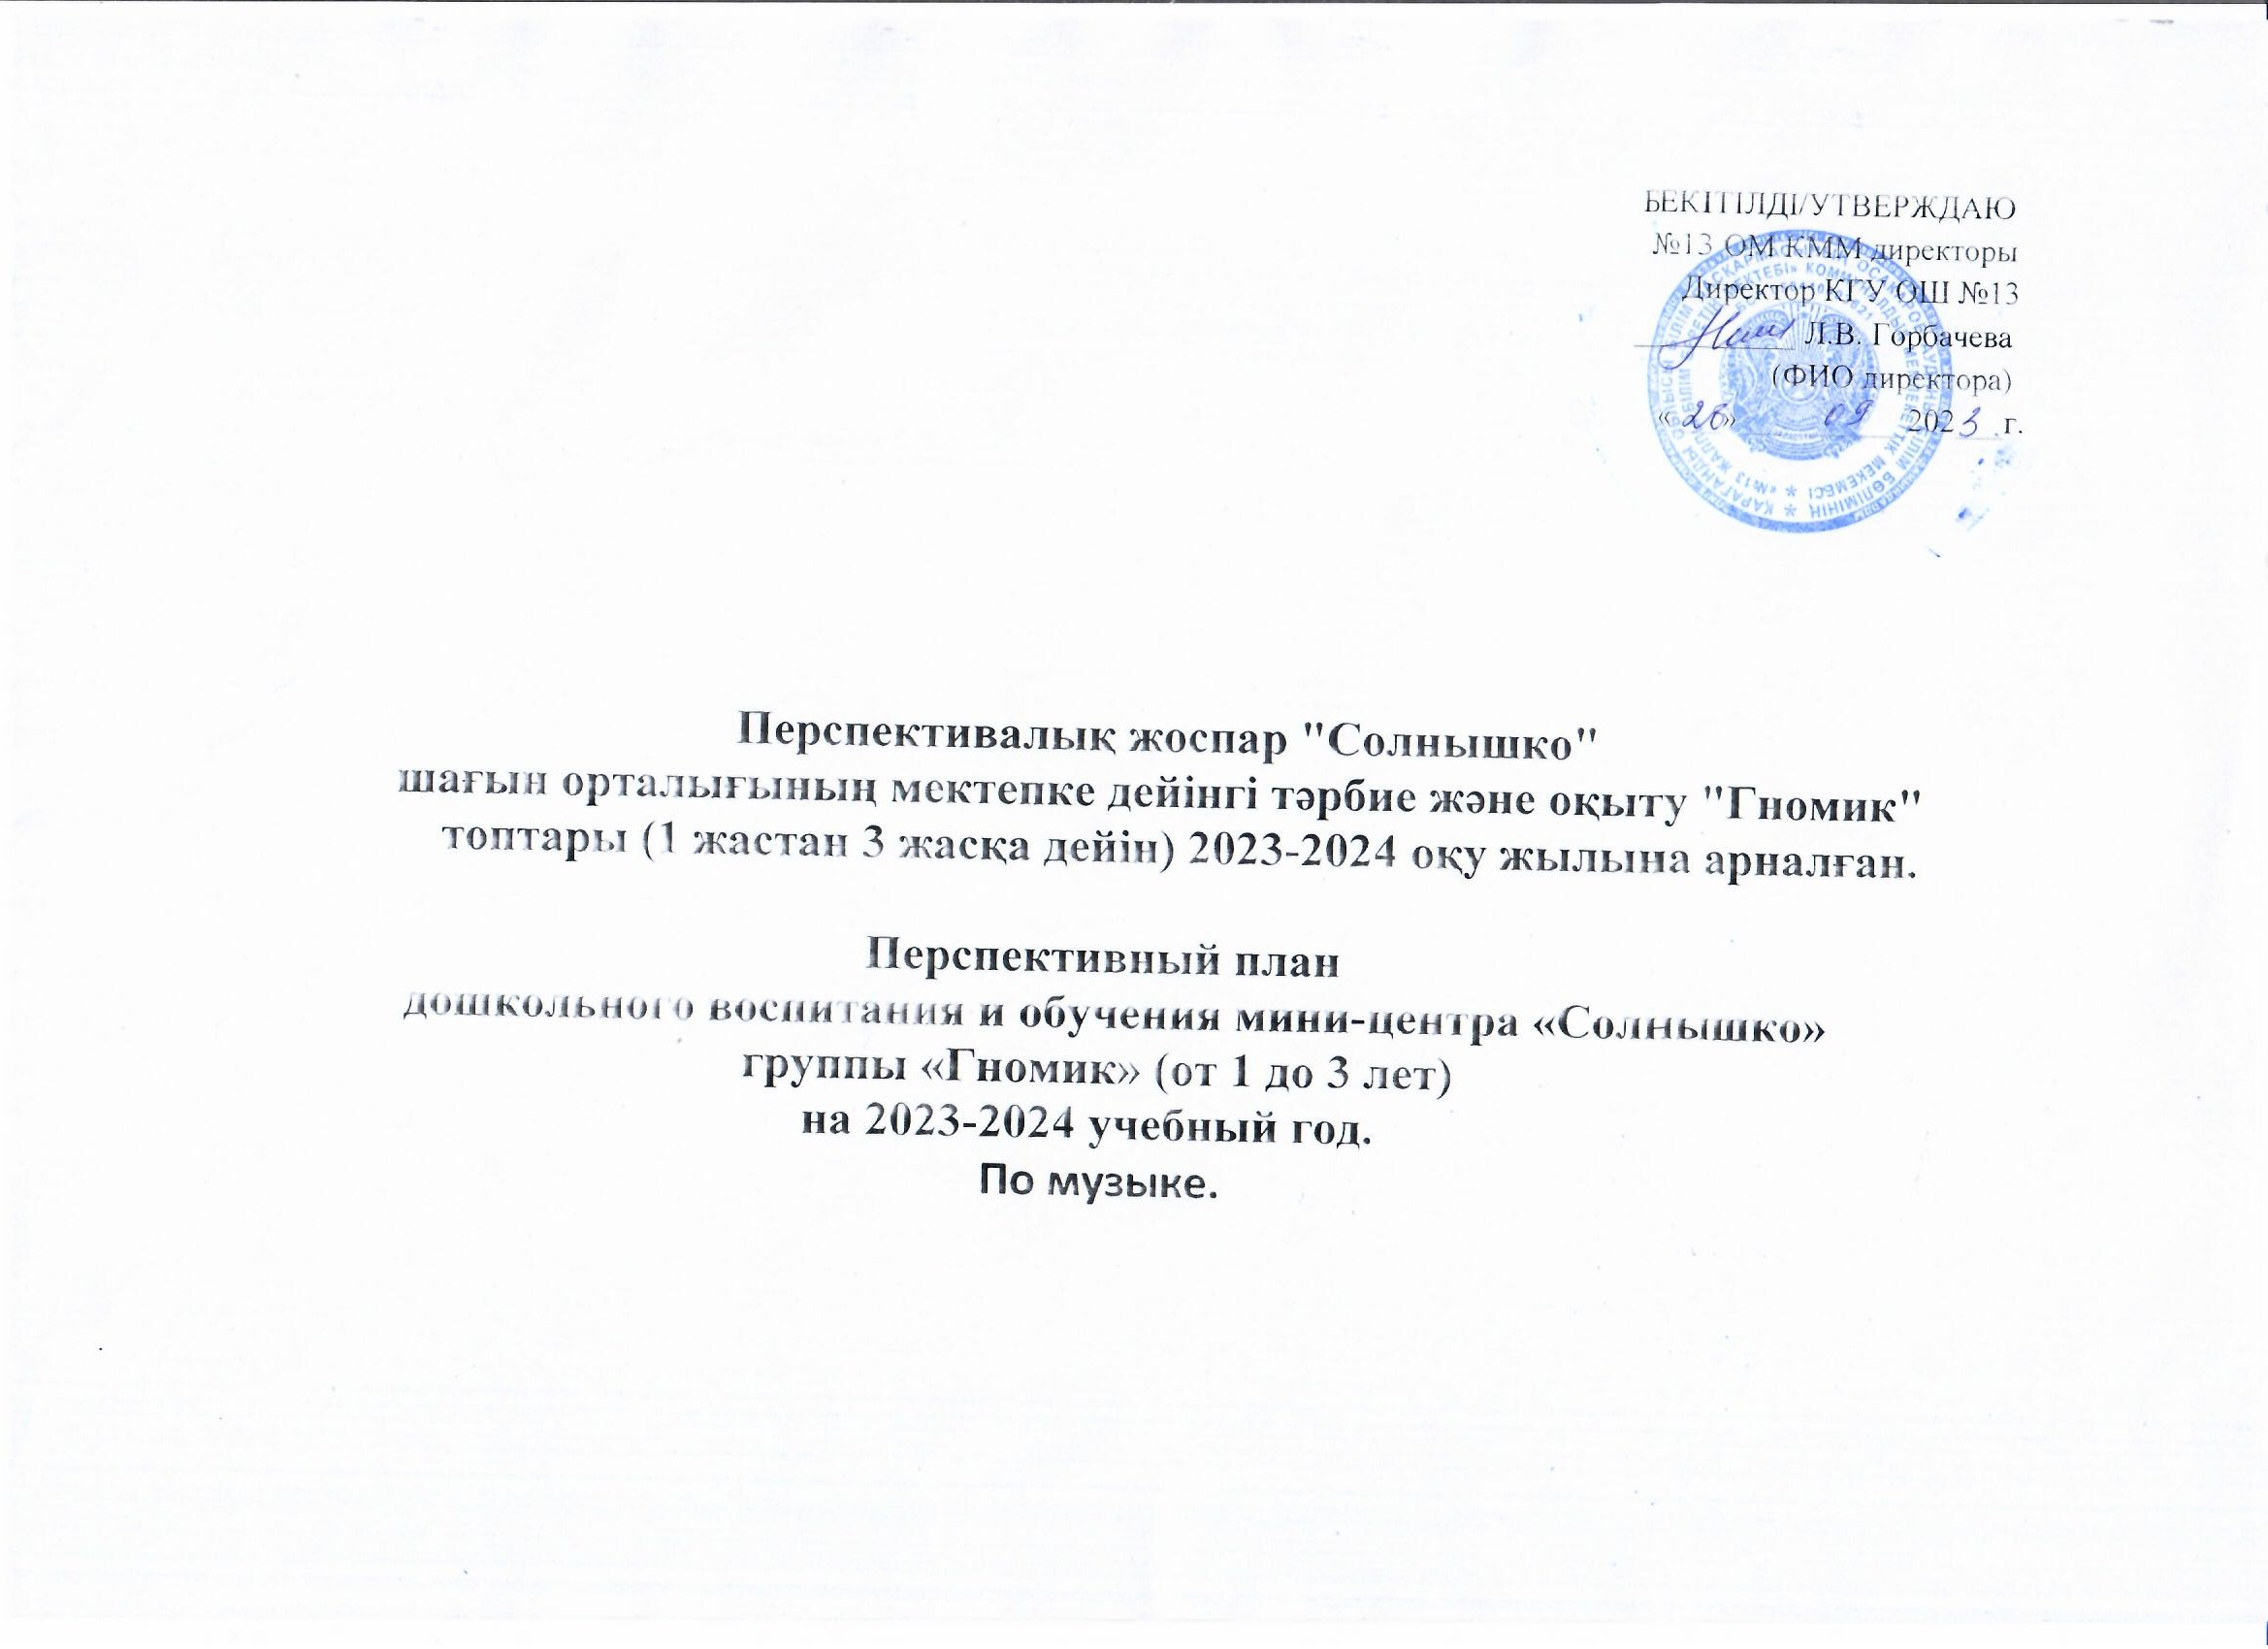 БЕКІТІЛДІ/УТВЕРЖДАЮ
№13 ОМ КММ директоры
Директор КГУ ОШ №13
Л.В. Горбачева
(ФИО директора)
«26» 09 2023 г.
Перспективалық жоспар "Солнышко"
шағын орталығының мектепке дейінгі тәрбие және оқыту "Гномик"
топтары (1 жастан 3 жасқа дейін) 2023-2024 оқу жылына арналған.
Перспективный план
дошкольного воспитания и обучения мини-центра «Солнышко»
группы «Гномик» (от 1 до 3 лет)
на 2023-2024 учебный год.
По музыке.